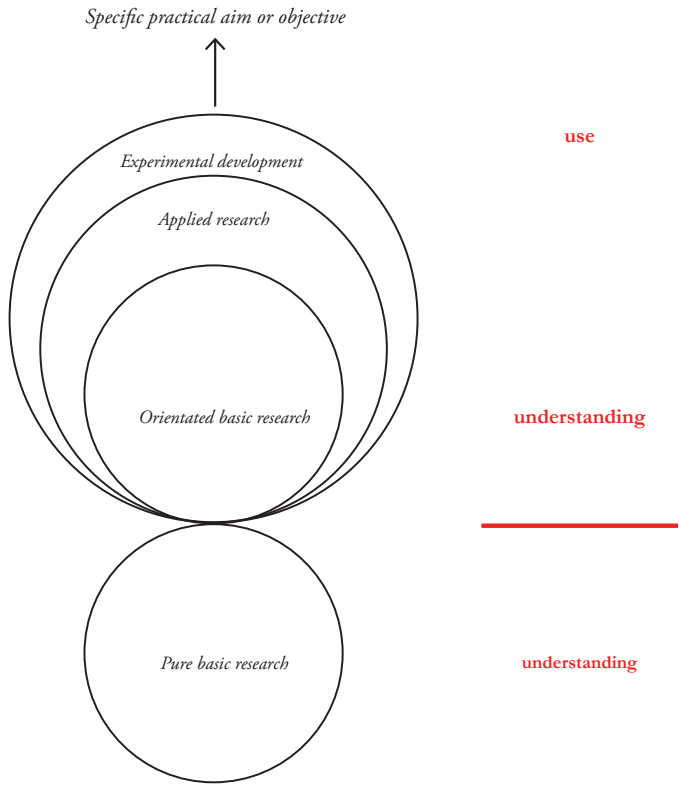 Specific practical aim or objective
use
Experimental development
Applied research
Orientated basic research
understanding
Pure basic research
understanding